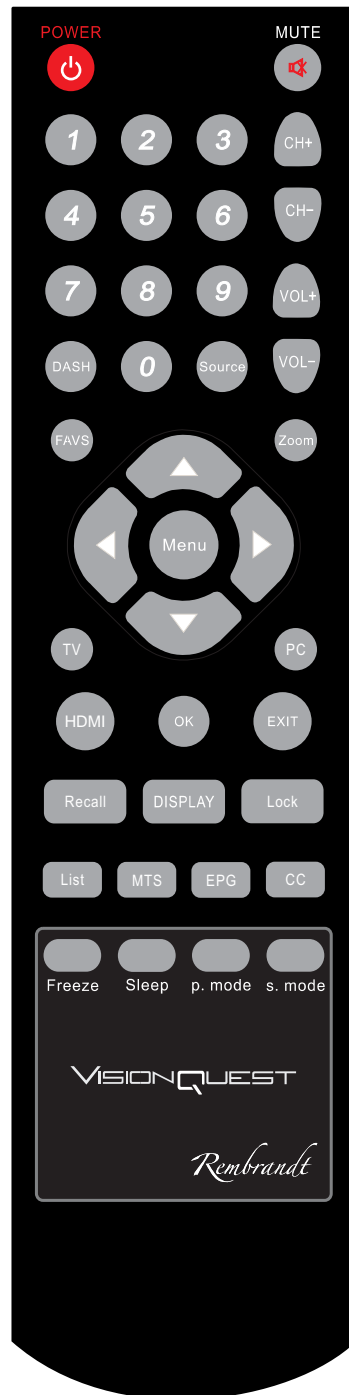 POWER MUTE
1 2 3 CH+
4 5 6 CH-
7 8 9 VOL+
DASH 0 Source VOL-
FAVS Zoom
Menu
TV PC
HDMI OK EXIT
Recall DISPLAY Lock
List MTS EPG CC
Freeze Sleep p. mode s. mode
VISIONQUEST
Rembrandt